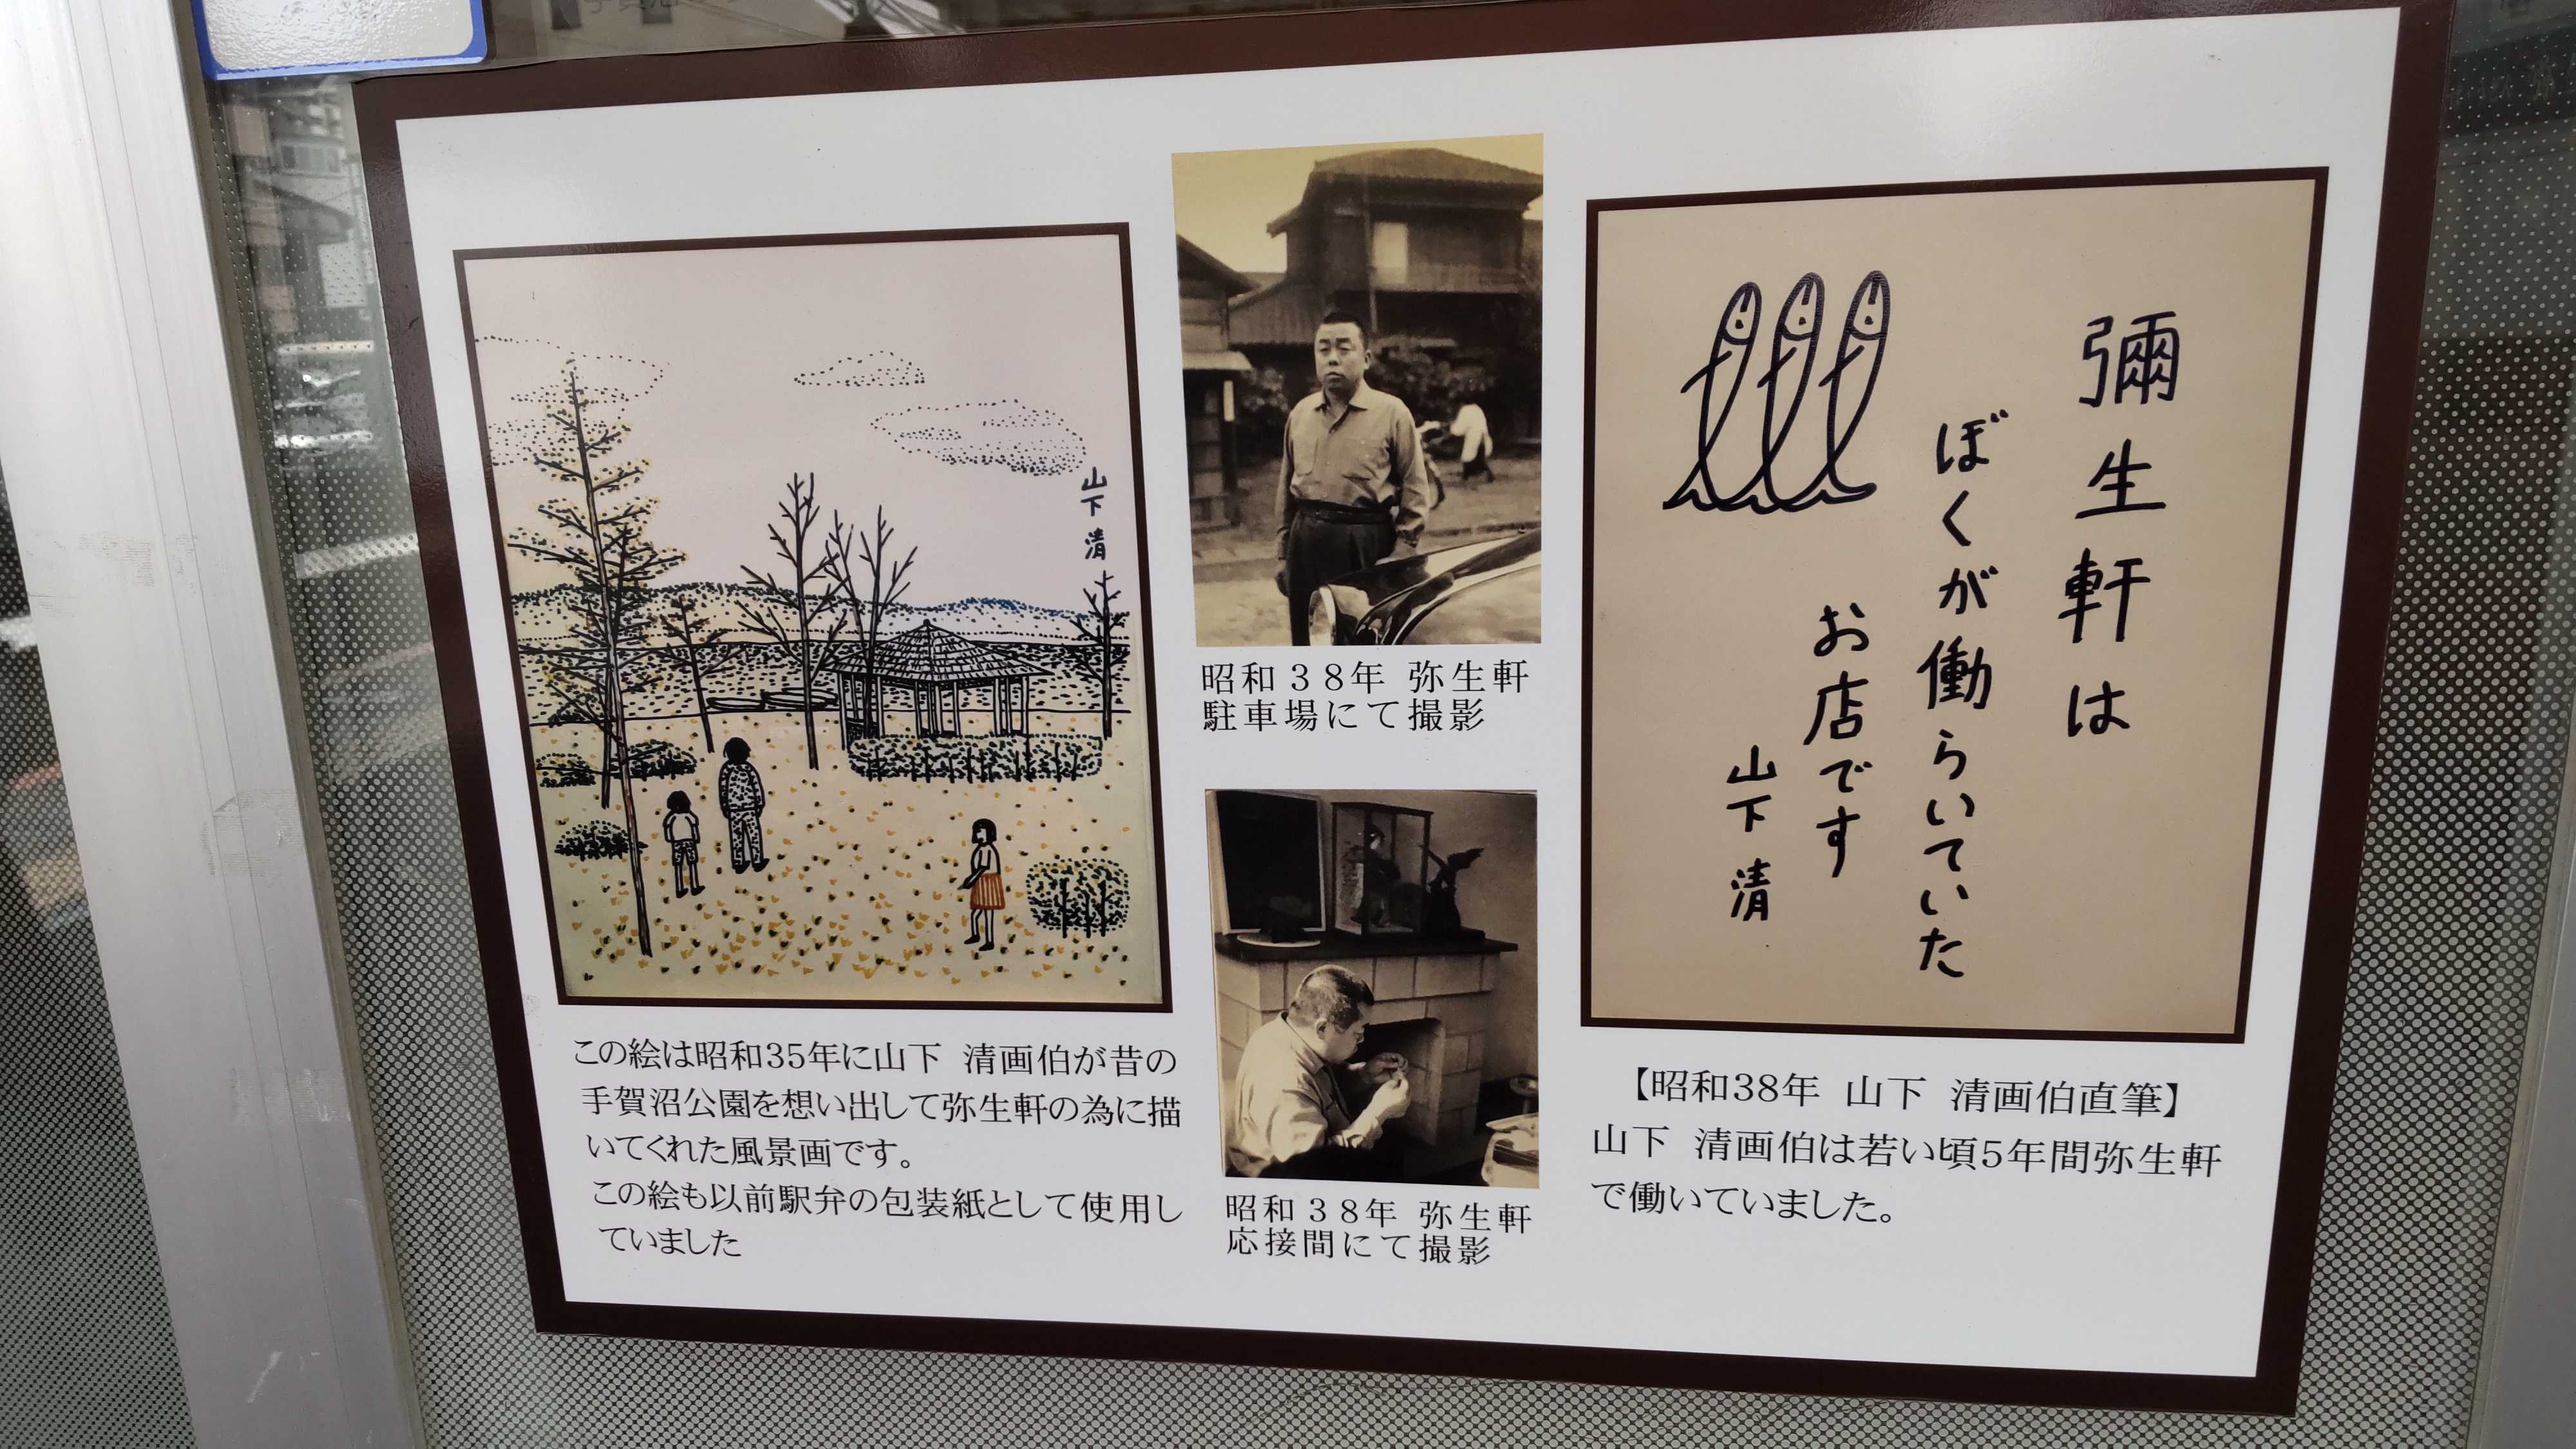 山下清
この絵は昭和35年に山下 清画伯が昔の
手賀沼公園を想い出して弥生軒の為に描
いてくれた風景画です。
この絵も以前駅弁の包装紙として使用し
ていました
昭和38年 弥生軒
駐車場にて撮影
昭和38年 弥生軒
応接間にて撮影
彌生軒は
ぼくが働らいていた
お店です
山下清
【昭和38年 山下 清画伯直筆】
山下 清画伯は若い頃5年間弥生軒
で働いていました。